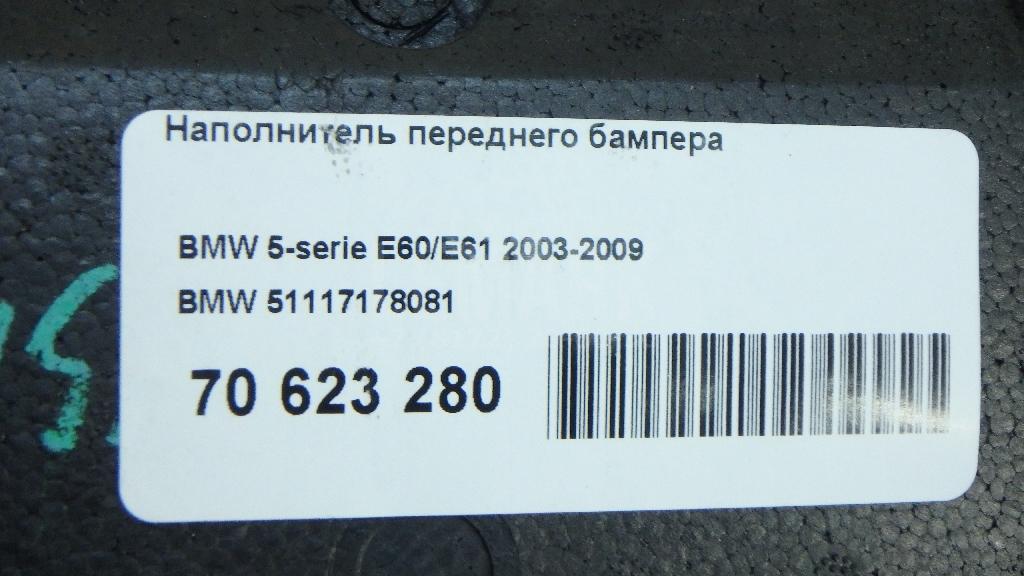 Наполнитель переднего бампера
BMW 5-serie E60/E61 2003-2009
BMW 51117178081
70 623 280